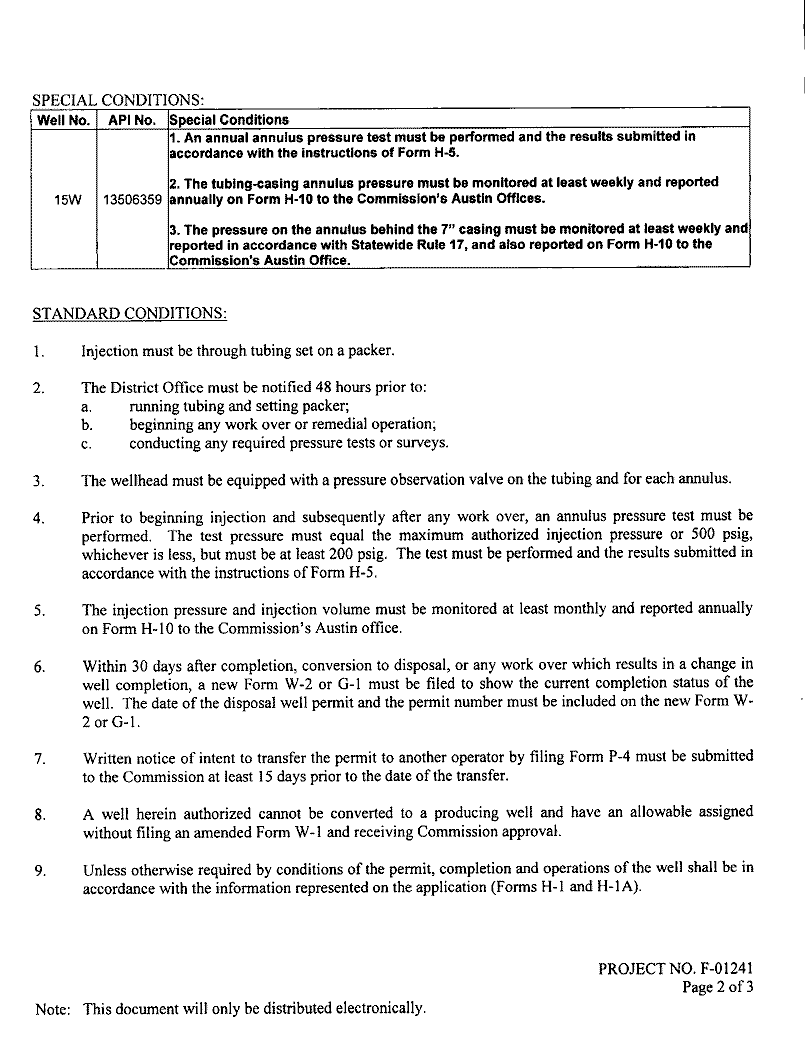 SPECIAL CONDITIONS:
Well No. API No. Special Conditions
1. An annual annulus pressure test must be performed and the results submitted in
accordance with the instructions of Form H-5.
2. The tubing-casing annulus pressure must be monitored at least weekly and reported
15W 13506359 annually on Form H-10 to the Commission's Austin Offices.
3. The pressure on the annulus behind the 7" casing must be monitored at least weekly and
reported in accordance with Statewide Rule 17, and also reported on Form H-10 to the
Commission's Austin Office.
STANDARD CONDITIONS:
1. Injection must be through tubing set on a packer.
2. The District Office must be notified 48 hours prior to:
a. running tubing and setting packer;
b. beginning any work over or remedial operation;
c. conducting any required pressure tests or surveys.
3. The wellhead must be equipped with a pressure observation valve on the tubing and for each annulus.
4. Prior to beginning injection and subsequently after any work over, an annulus pressure test must be
performed. The test pressure must equal the maximum authorized injection pressure or 500 psig,
whichever is less, but must be at least 200 psig. The test must be performed and the results submitted in
accordance with the instructions of Form H-5.
5. The injection pressure and injection volume must be monitored at least monthly and reported annually
on Form H-10 to the Commission's Austin office.
6. Within 30 days after completion, conversion to disposal, or any work over which results in a change in
well completion, a new Form W-2 or G-1 must be filed to show the current completion status of the
well. The date of the disposal well permit and the permit number must be included on the new Form W-
2 or G-1.
7. Written notice of intent to transfer the permit to another operator by filing Form P-4 must be submitted
to the Commission at least 15 days prior to the date of the transfer.
8. A well herein authorized cannot be converted to a producing well and have an allowable assigned
without filing an amended Form W-1 and receiving Commission approval.
9. Unless otherwise required by conditions of the permit, completion and operations of the well shall be in
accordance with the information represented on the application (Forms H-1 and H-1A).
PROJECT NO. F-01241
Page 2 of 3
Note: This document will only be distributed electronically.